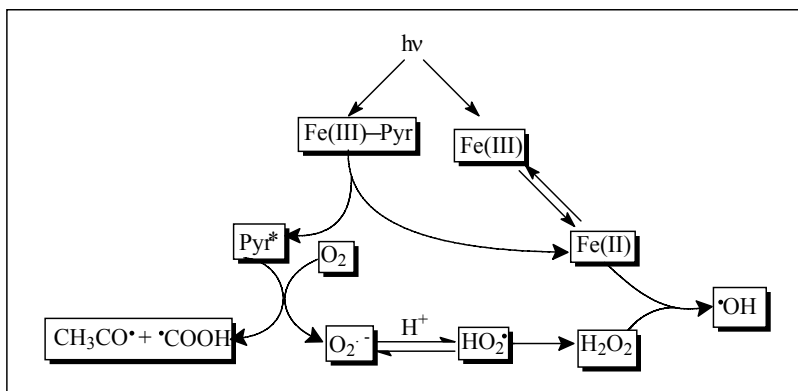 hν
Fe(III)–Pyr
Fe(III)
Pyr*
O₂
Fe(II)
CH₃CO• + •COOH
O₂·⁻
H⁺
HO₂•
H₂O₂
•OH